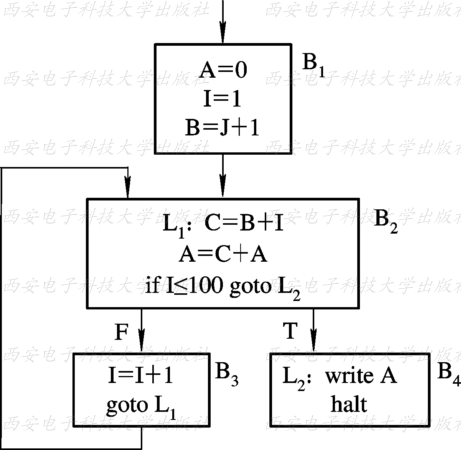 A=0
B₁
I=1
B=J+1
L₁：C=B+I
B₂
A=C+A
if I≤100 goto L₂
F
T
I=I+1
B₃
goto L₁
L₂：write A
B₄
halt
西安电子科技大学出版社